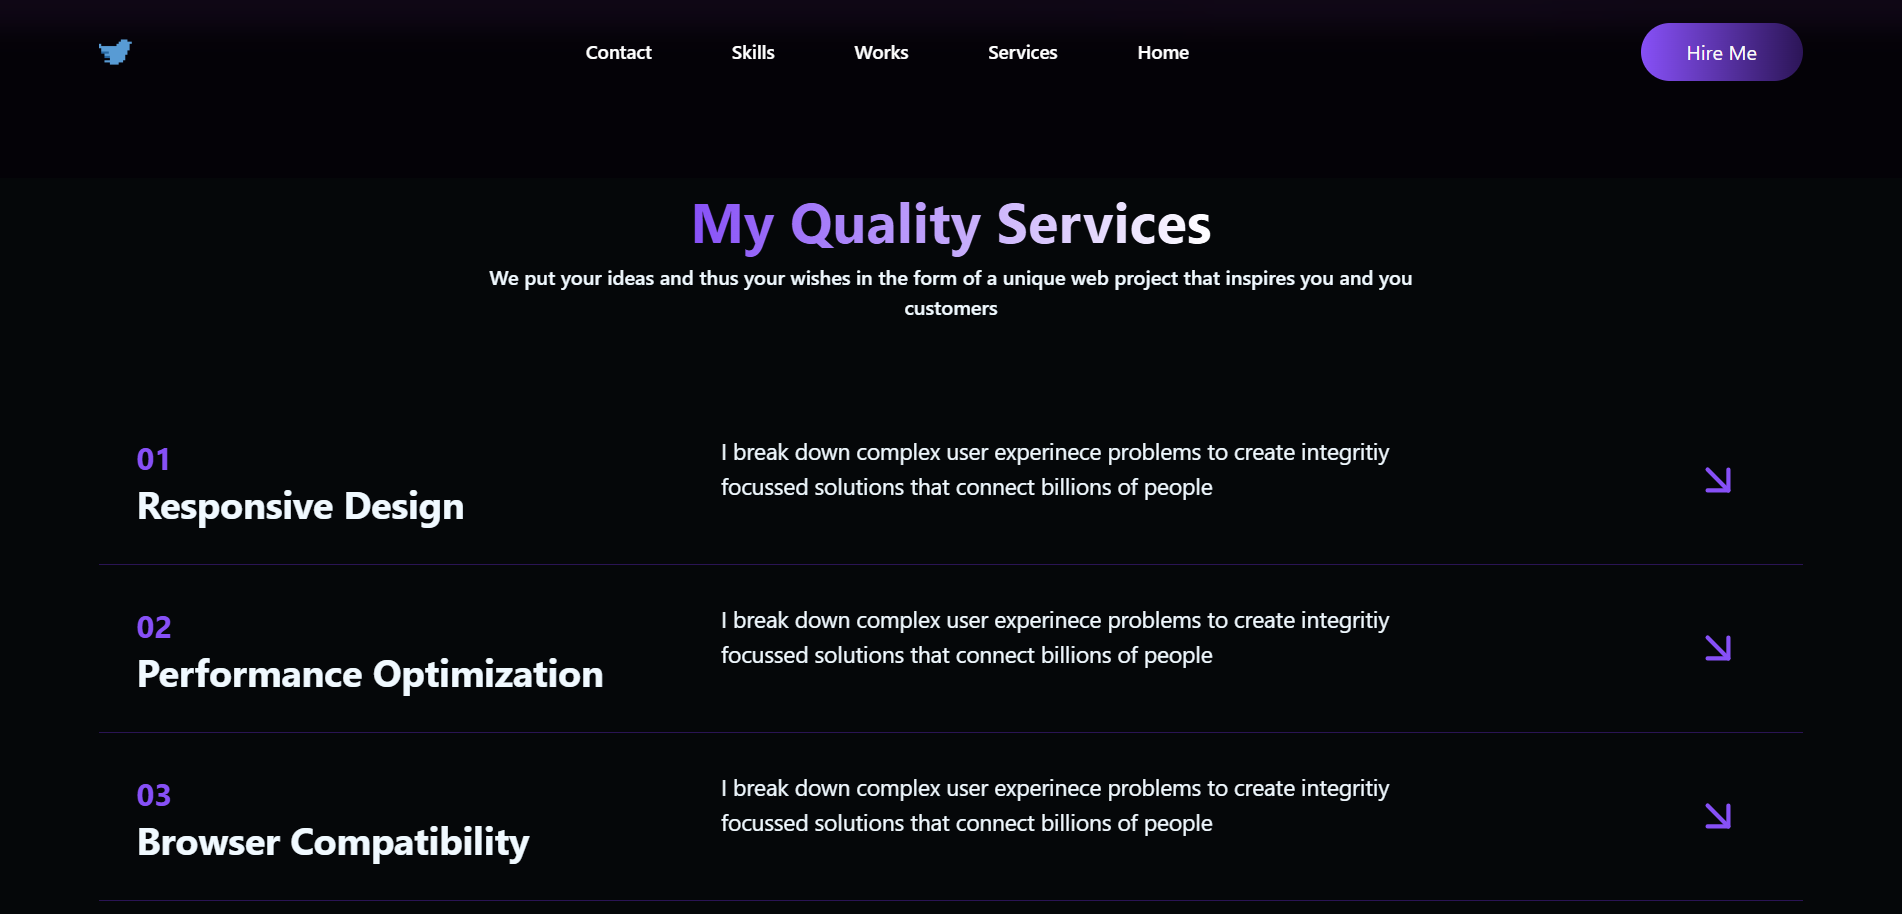 Contact Skills Works Services Home Hire Me
My Quality Services
We put your ideas and thus your wishes in the form of a unique web project that inspires you and you
customers
01
Responsive Design
I break down complex user experinece problems to create integritiy
focussed solutions that connect billions of people
02
Performance Optimization
I break down complex user experinece problems to create integritiy
focussed solutions that connect billions of people
03
Browser Compatibility
I break down complex user experinece problems to create integritiy
focussed solutions that connect billions of people